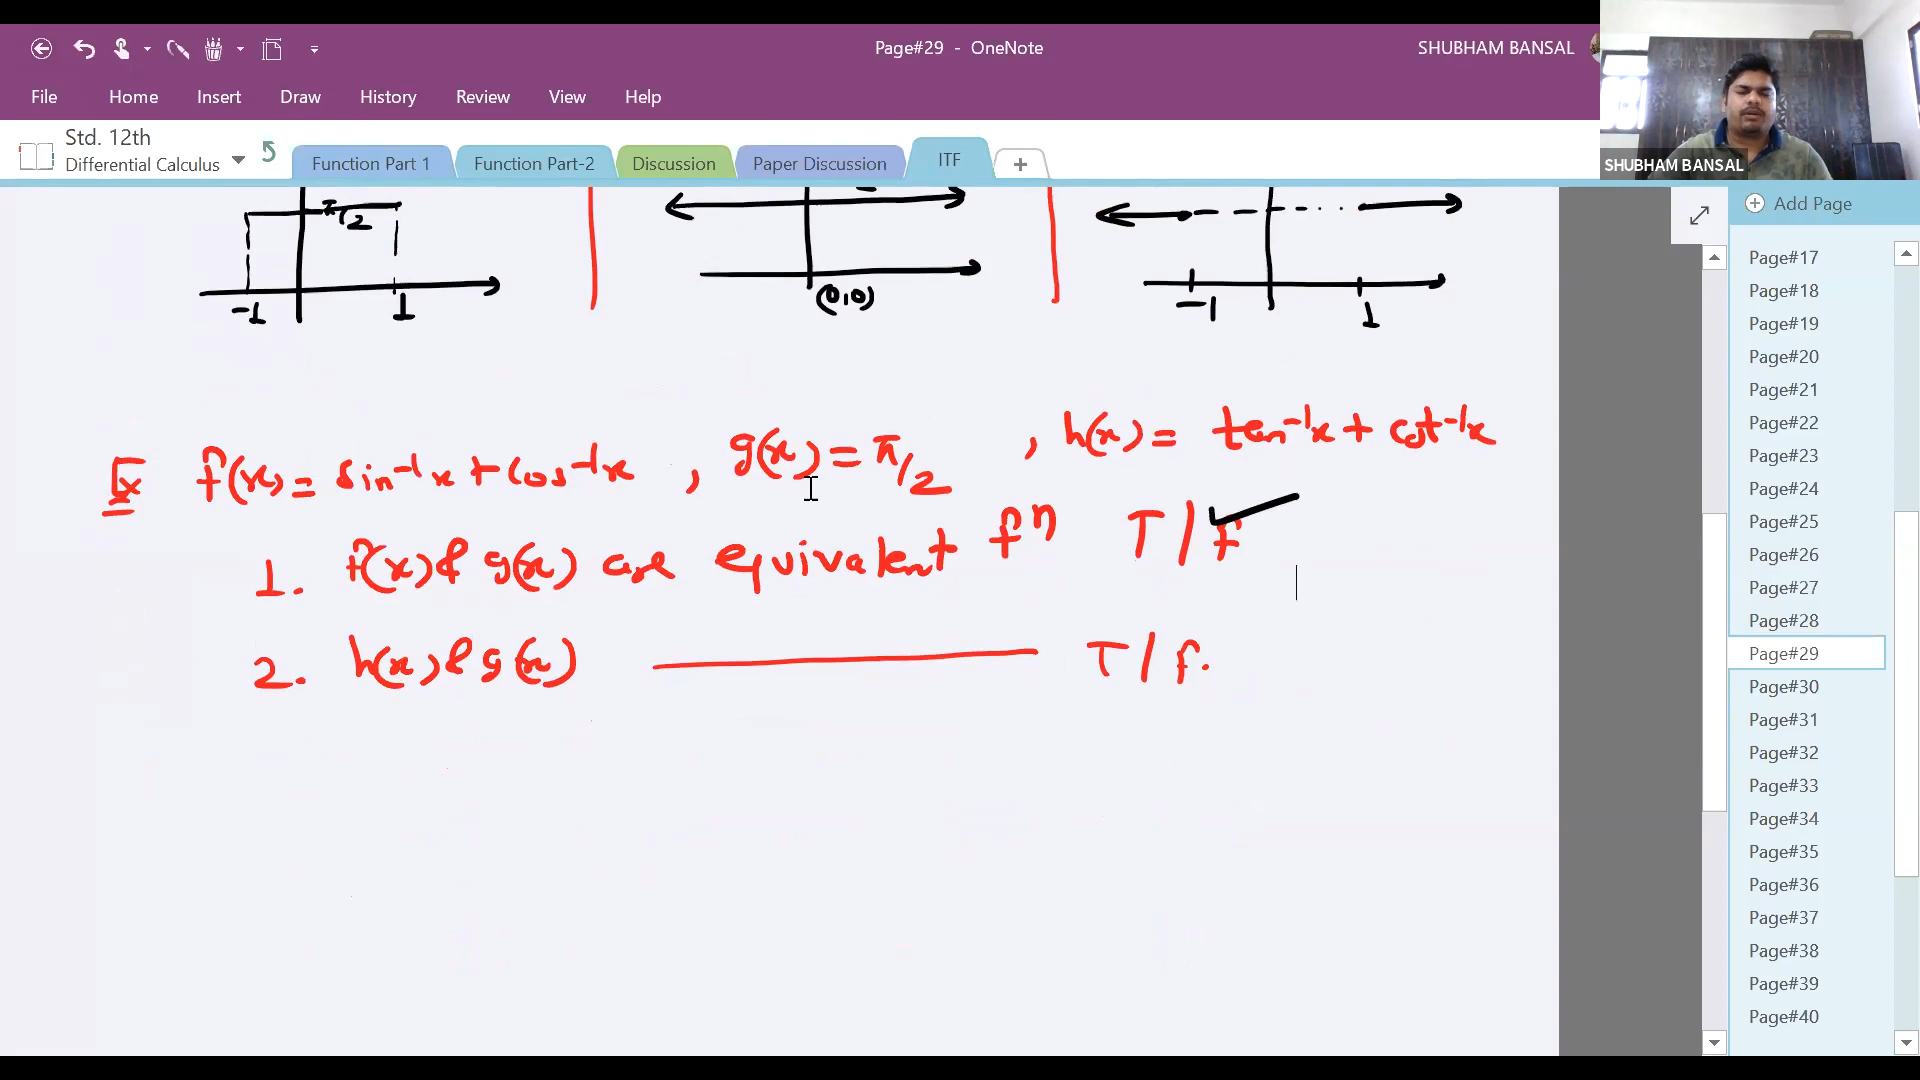 Page#29 - OneNote
SHUBHAM BANSAL
File Home Insert Draw History Review View Help
Std. 12th
Differential Calculus
Function Part 1 Function Part-2 Discussion Paper Discussion ITF +
SHUBHAM BANSAL
Add Page
Page#17
Page#18
Page#19
Page#20
Page#21
Page#22
Page#23
Page#24
Page#25
Page#26
Page#27
Page#28
Page#29
Page#30
Page#31
Page#32
Page#33
Page#34
Page#35
Page#36
Page#37
Page#38
Page#39
Page#40
π/2
-1 1
(0,0)
-1 1
Ex f(x) = sin⁻¹x + cos⁻¹x , g(x) = π/2 , h(x) = tan⁻¹x + cot⁻¹x
1. f(x) & g(x) are equivalent fⁿ T / F
2. h(x) & g(x) ——— T / F.